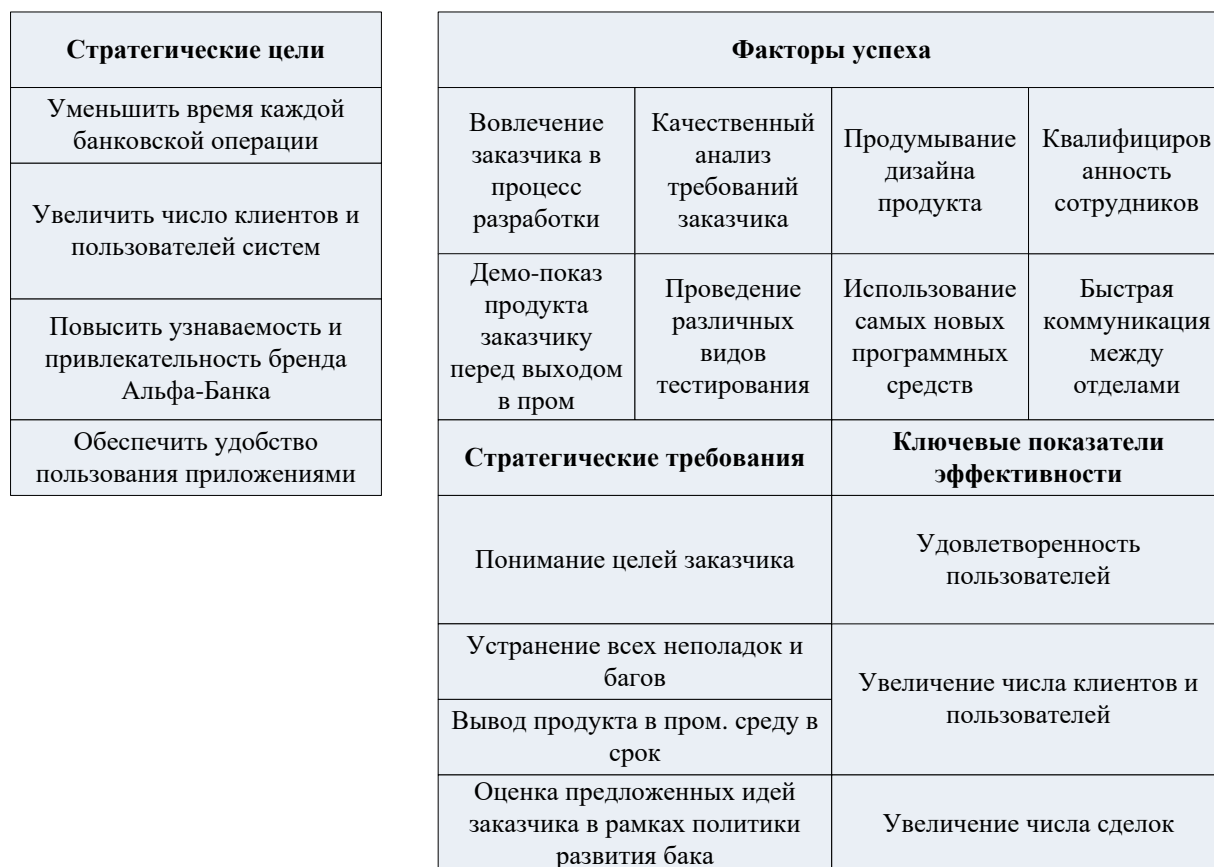 Стратегические цели
Уменьшить время каждой
банковской операции
Увеличить число клиентов и
пользователей систем
Повысить узнаваемость и
привлекательность бренда
Альфа-Банка
Обеспечить удобство
пользования приложениями
Факторы успеха
Вовлечение
заказчика в
процесс
разработки
Качественный
анализ
требований
заказчика
Продумывание
дизайна
продукта
Квалифициров
анность
сотрудников
Демо-показ
продукта
заказчику
перед выходом
в пром
Проведение
различных
видов
тестирования
Использование
самых новых
программных
средств
Быстрая
коммуникация
между
отделами
Стратегические требования
Ключевые показатели
эффективности
Понимание целей заказчика
Удовлетворенность
пользователей
Устранение всех неполадок и
багов
Увеличение числа клиентов и
пользователей
Вывод продукта в пром. среду в
срок
Оценка предложенных идей
заказчика в рамках политики
развития бака
Увеличение числа сделок